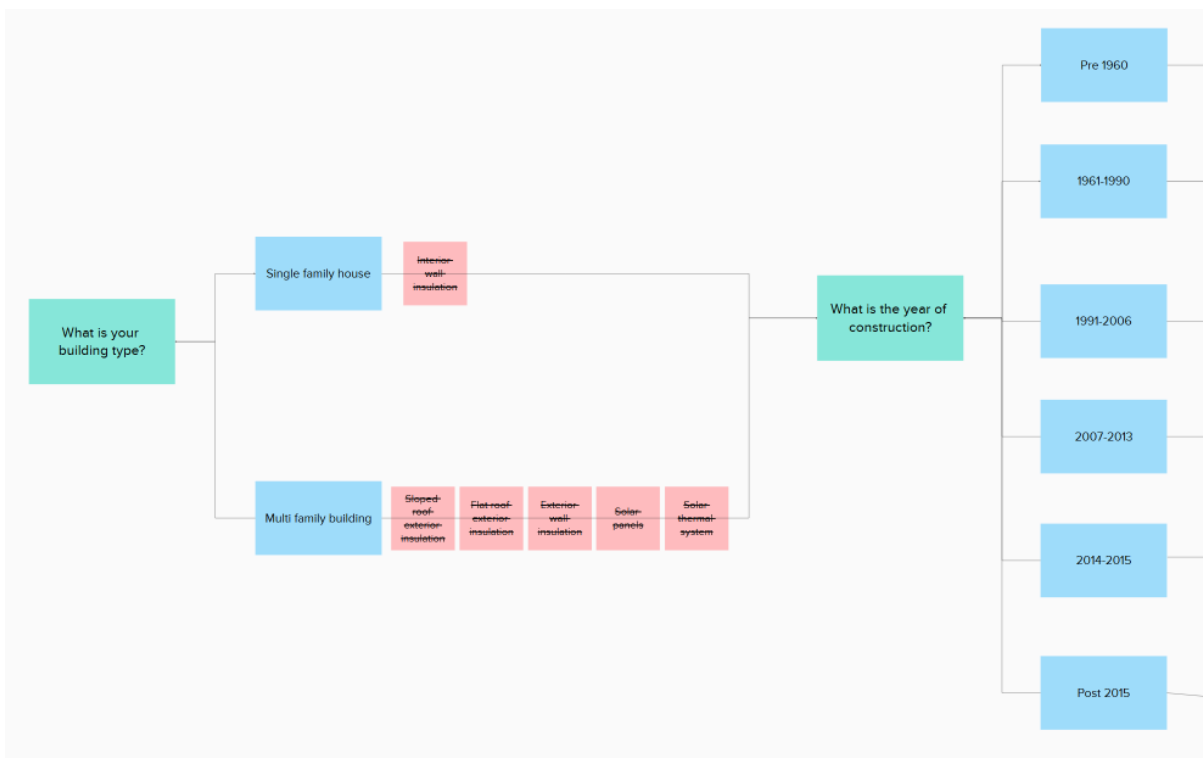 What is your
building type?
Single family house
Interior
wall
insulation
Multi family building
Sloped
roof
exterior
insulation
Flat roof
exterior
insulation
Exterior
wall
insulation
Solar
panels
Solar
thermal
system
What is the year of
construction?
Pre 1960
1961-1990
1991-2006
2007-2013
2014-2015
Post 2015